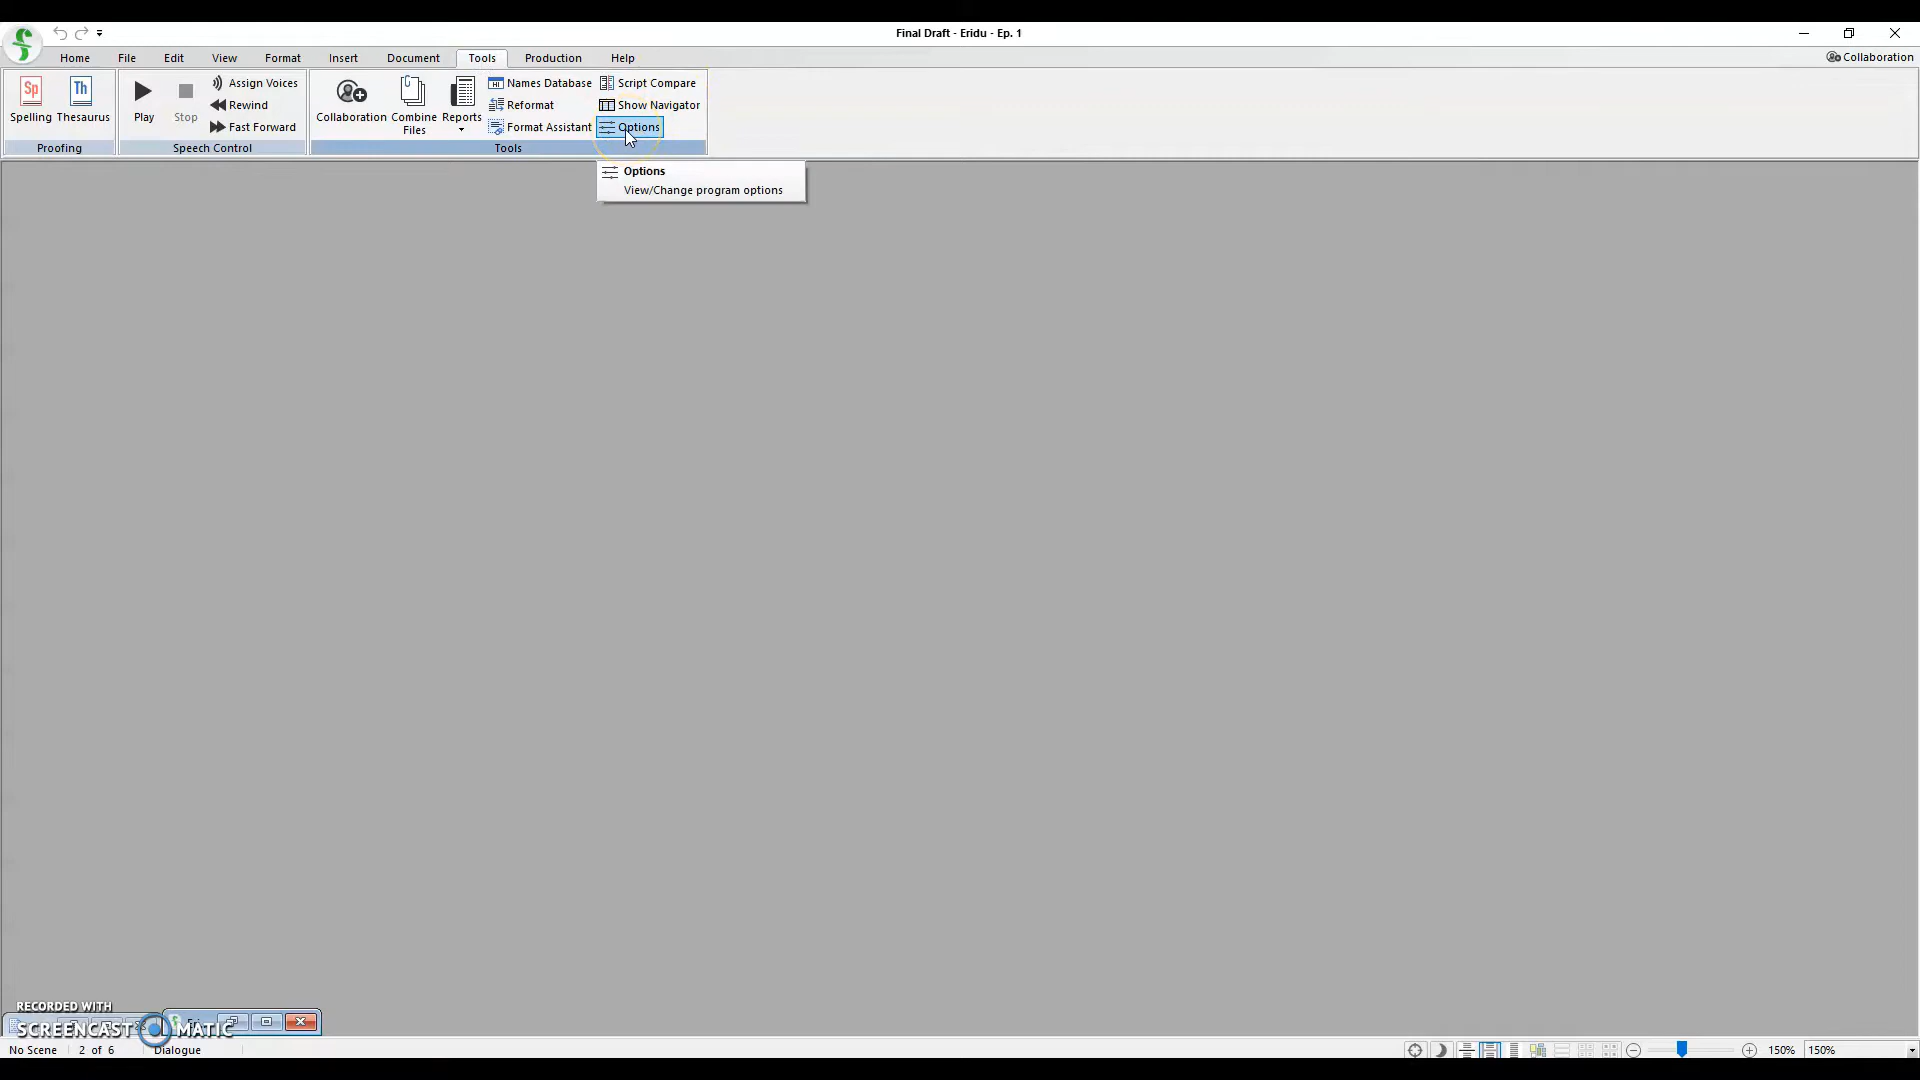 Final Draft - Eridu - Ep. 1
Home File Edit View Format Insert Document Tools Production Help Collaboration
Sp Th Assign Voices Names Database Script Compare
Spelling Thesaurus Play Stop Rewind Collaboration Combine Files Reports Reformat Show Navigator
Fast Forward Format Assistant Options
Proofing Speech Control Tools
Options
View/Change program options
RECORDED WITH
SCREENCAST MATIC
No Scene 2 of 6 Dialogue 150% 150%